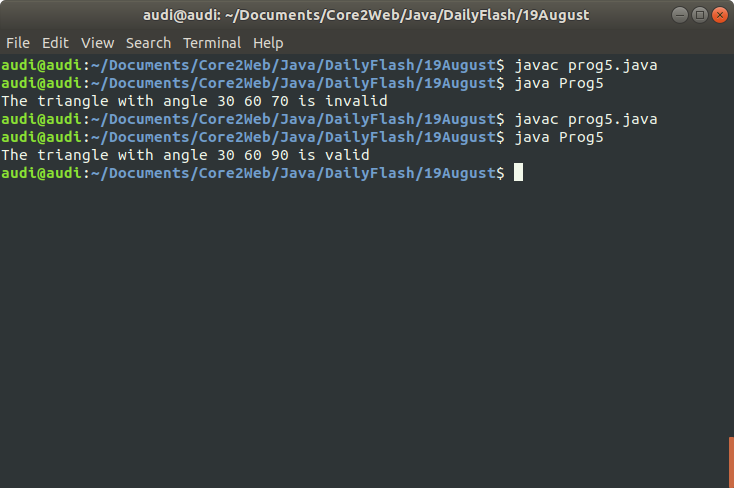 audi@audi: ~/Documents/Core2Web/Java/DailyFlash/19August
File Edit View Search Terminal Help
audi@audi:~/Documents/Core2Web/Java/DailyFlash/19August$ javac prog5.java
audi@audi:~/Documents/Core2Web/Java/DailyFlash/19August$ java Prog5
The triangle with angle 30 60 70 is invalid
audi@audi:~/Documents/Core2Web/Java/DailyFlash/19August$ javac prog5.java
audi@audi:~/Documents/Core2Web/Java/DailyFlash/19August$ java Prog5
The triangle with angle 30 60 90 is valid
audi@audi:~/Documents/Core2Web/Java/DailyFlash/19August$